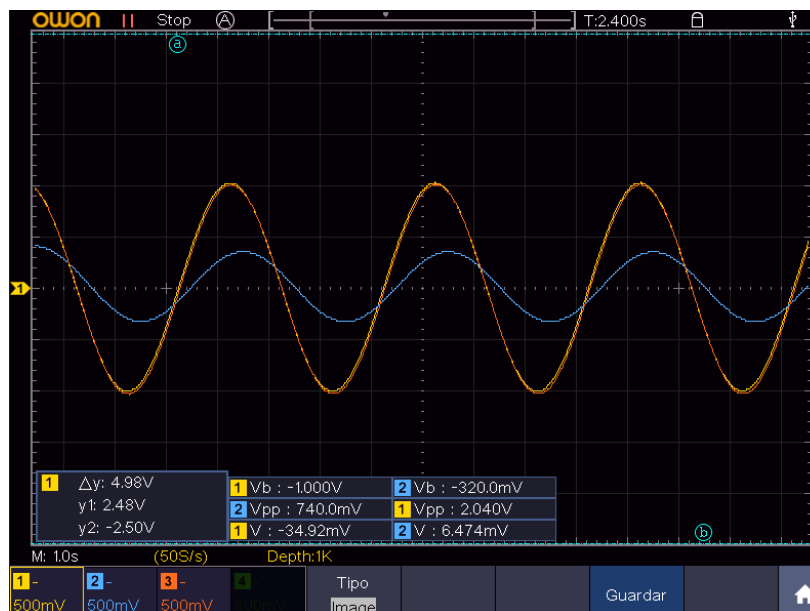 OWON Stop A T:2.400s
a
1
b
1 Δy: 4.98V
y1: 2.48V
y2: -2.50V
1 Vb : -1.000V 2 Vb : -320.0mV
2 Vpp : 740.0mV 1 Vpp : 2.040V
1 V : -34.92mV 2 V : 6.474mV
M: 1.0s (50S/s) Depth:1K
1 - 2 - 3 - 4 Tipo
500mV 500mV 500mV 500mV Image Guardar